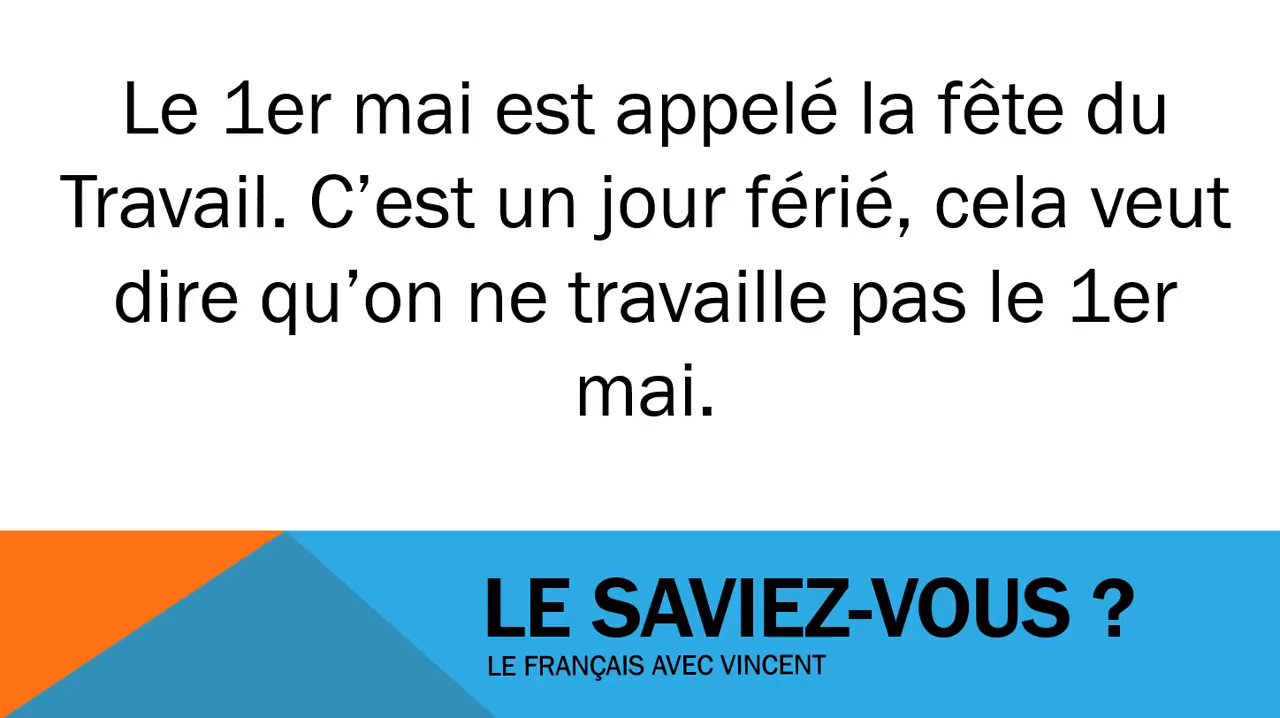 Le 1er mai est appelé la fête du
Travail. C’est un jour férié, cela veut
dire qu’on ne travaille pas le 1er
mai.
LE SAVIEZ-VOUS ?
LE FRANÇAIS AVEC VINCENT